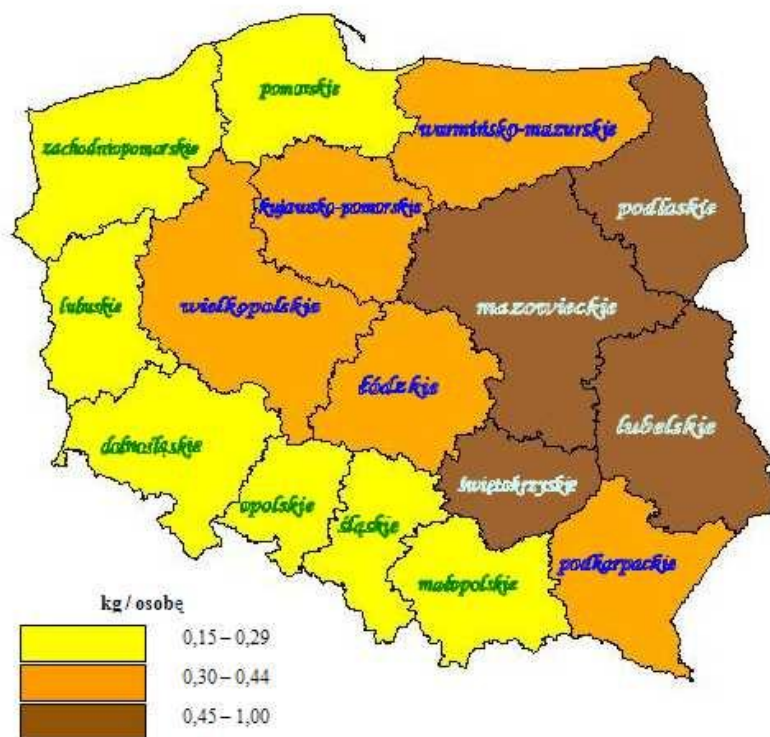 pomorskie
warmińsko-mazurskie
zachodniopomorskie
podlaskie
kujawsko-pomorskie
lubuskie
wielkopolskie
mazowieckie
łódzkie
lubelskie
dolnośląskie
świętokrzyskie
opolskie
śląskie
podkarpackie
małopolskie
kg / osobę
0,15 – 0,29
0,30 – 0,44
0,45 – 1,00